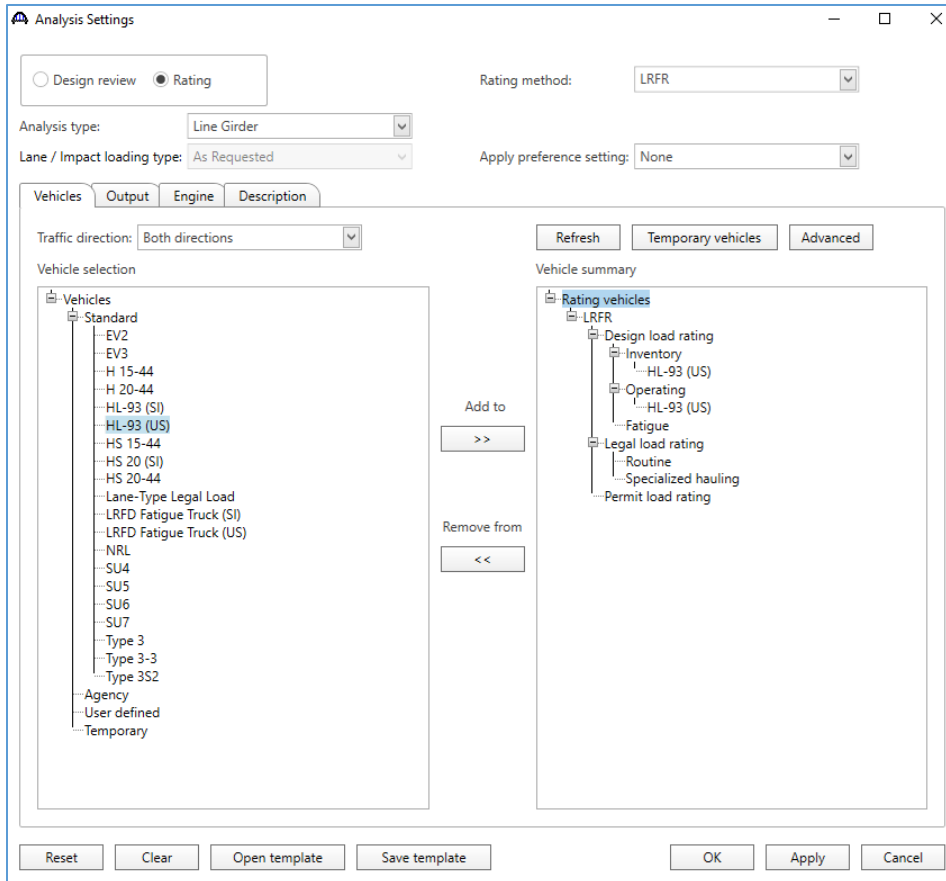 Analysis Settings
Design review Rating Rating method: LRFR
Analysis type: Line Girder
Lane / Impact loading type: As Requested Apply preference setting: None
Vehicles Output Engine Description
Traffic direction: Both directions Refresh Temporary vehicles Advanced
Vehicle selection
Vehicles
Standard
EV2
EV3
H 15-44
H 20-44
HL-93 (SI)
HL-93 (US)
HS 15-44
HS 20 (SI)
HS 20-44
Lane-Type Legal Load
LRFD Fatigue Truck (SI)
LRFD Fatigue Truck (US)
NRL
SU4
SU5
SU6
SU7
Type 3
Type 3-3
Type 3S2
Agency
User defined
Temporary
Add to
>>
Remove from
<<
Vehicle summary
Rating vehicles
LRFR
Design load rating
Inventory
HL-93 (US)
Operating
HL-93 (US)
Fatigue
Legal load rating
Routine
Specialized hauling
Permit load rating
Reset Clear Open template Save template OK Apply Cancel